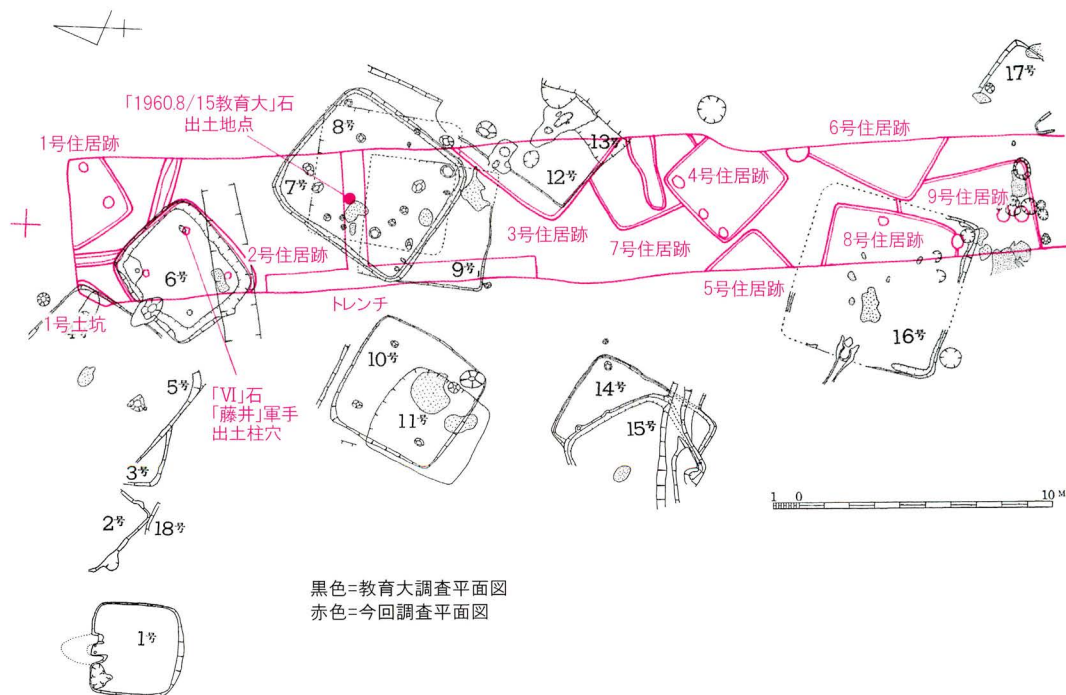 17号
「1960.8/15教育大」石
出土地点
6号住居跡
1号住居跡
8号
13号
4号住居跡
7号
12号
9号住居跡
3号住居跡
8号住居跡
2号住居跡
7号住居跡
6号
9号
5号住居跡
トレンチ
1号土坑
16号
10号
5号
14号
「Ⅵ」石
「藤井」軍手
出土柱穴
11号
15号
3号
1 0 10 M
2号
18号
黒色=教育大調査平面図
赤色=今回調査平面図
1号